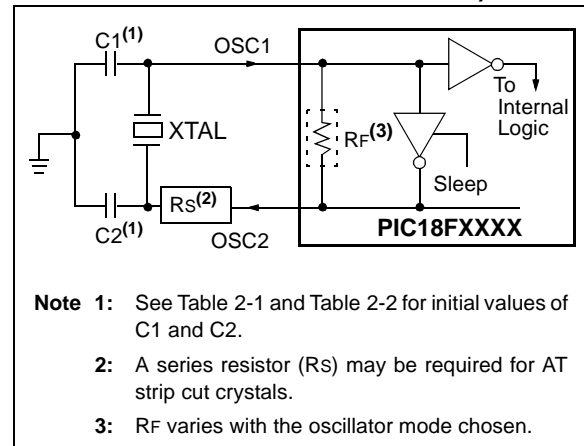 C1(1)
OSC1
To
Internal
Logic
XTAL
RF(3)
Sleep
RS(2)
C2(1)
OSC2
PIC18FXXXX
Note 1: See Table 2-1 and Table 2-2 for initial values of
C1 and C2.
2: A series resistor (RS) may be required for AT
strip cut crystals.
3: RF varies with the oscillator mode chosen.